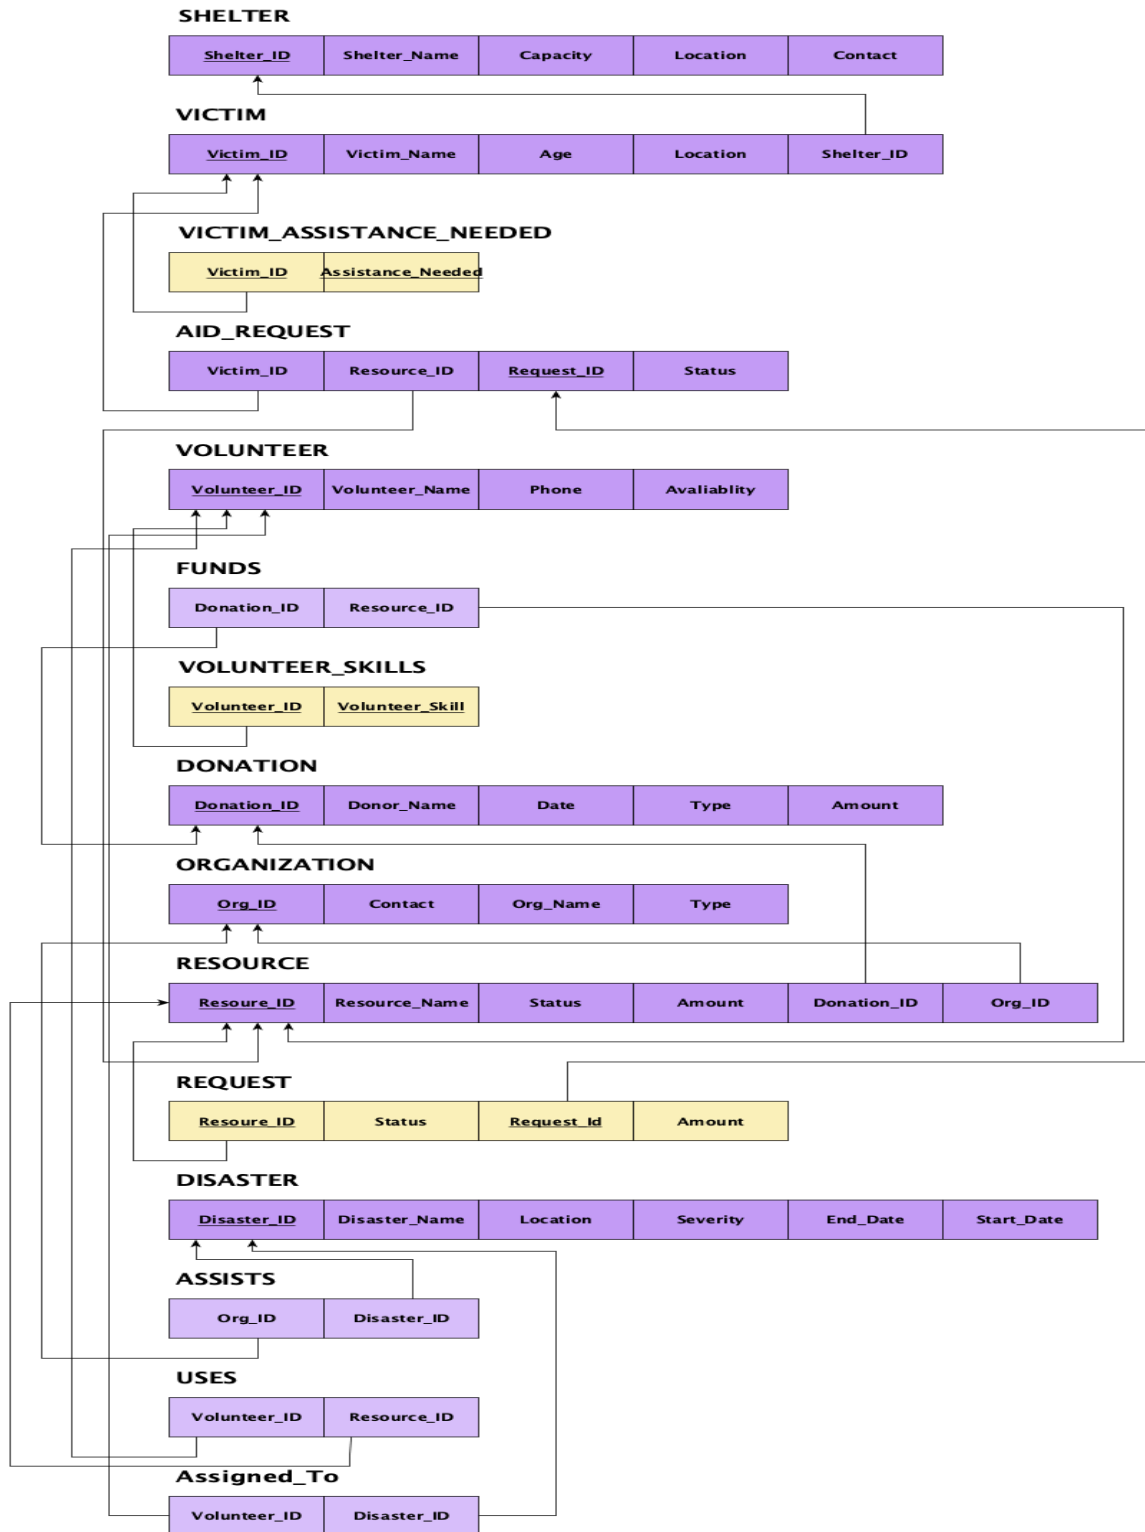 SHELTER
Shelter_ID Shelter_Name Capacity Location Contact
VICTIM
Victim_ID Victim_Name Age Location Shelter_ID
VICTIM_ASSISTANCE_NEEDED
Victim_ID Assistance_Needed
AID_REQUEST
Victim_ID Resource_ID Request_ID Status
VOLUNTEER
Volunteer_ID Volunteer_Name Phone Avaliablity
FUNDS
Donation_ID Resource_ID
VOLUNTEER_SKILLS
Volunteer_ID Volunteer_Skill
DONATION
Donation_ID Donor_Name Date Type Amount
ORGANIZATION
Org_ID Contact Org_Name Type
RESOURCE
Resoure_ID Resource_Name Status Amount Donation_ID Org_ID
REQUEST
Resoure_ID Status Request_Id Amount
DISASTER
Disaster_ID Disaster_Name Location Severity End_Date Start_Date
ASSISTS
Org_ID Disaster_ID
USES
Volunteer_ID Resource_ID
Assigned_To
Volunteer_ID Disaster_ID